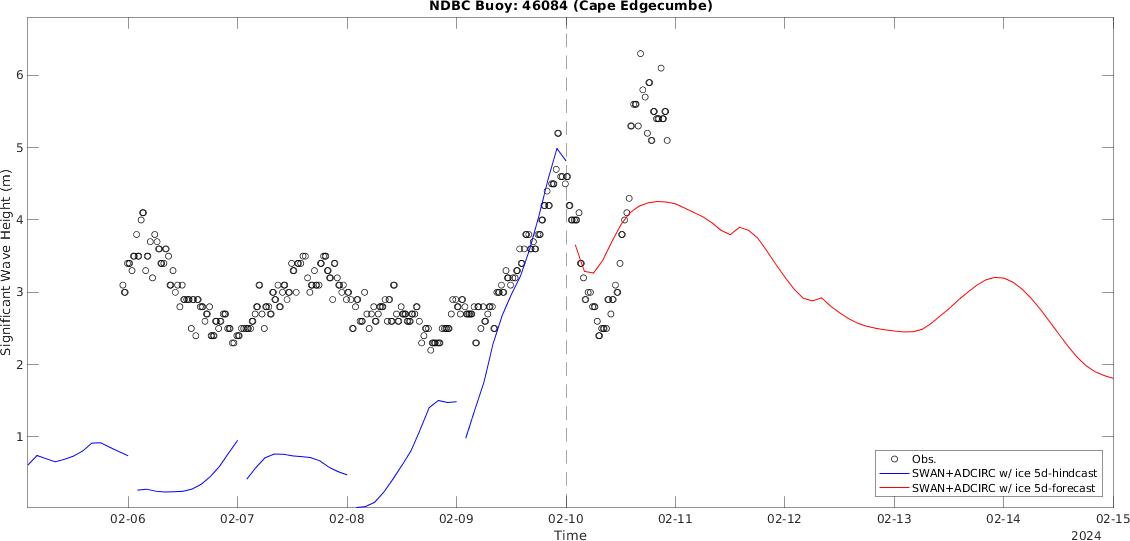 NDBC Buoy: 46084 (Cape Edgecumbe)
Significant Wave Height (m)
6
5
4
3
2
1
Obs.
SWAN+ADCIRC w/ ice 5d-hindcast
SWAN+ADCIRC w/ ice 5d-forecast
02-06 02-07 02-08 02-09 02-10 02-11 02-12 02-13 02-14 02-15
Time
2024